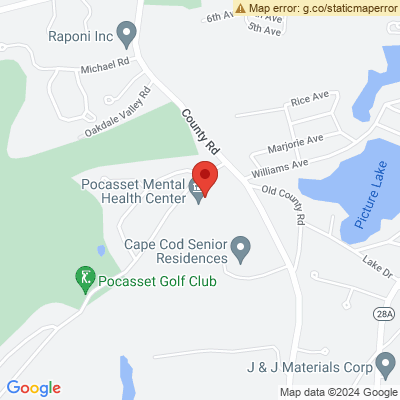 Map error: g.co/staticmaperror
6th Ave
5th Ave
Raponi Inc
Michael Rd
Oakdale Valley Rd
County Rd
Rice Ave
Marjorie Ave
Williams Ave
Old County Rd
Picture Lake
Pocasset Mental
Health Center
Cape Cod Senior
Residences
Lake Dr
Pocasset Golf Club
28A
J & J Materials Corp
Google
Map data ©2024 Google